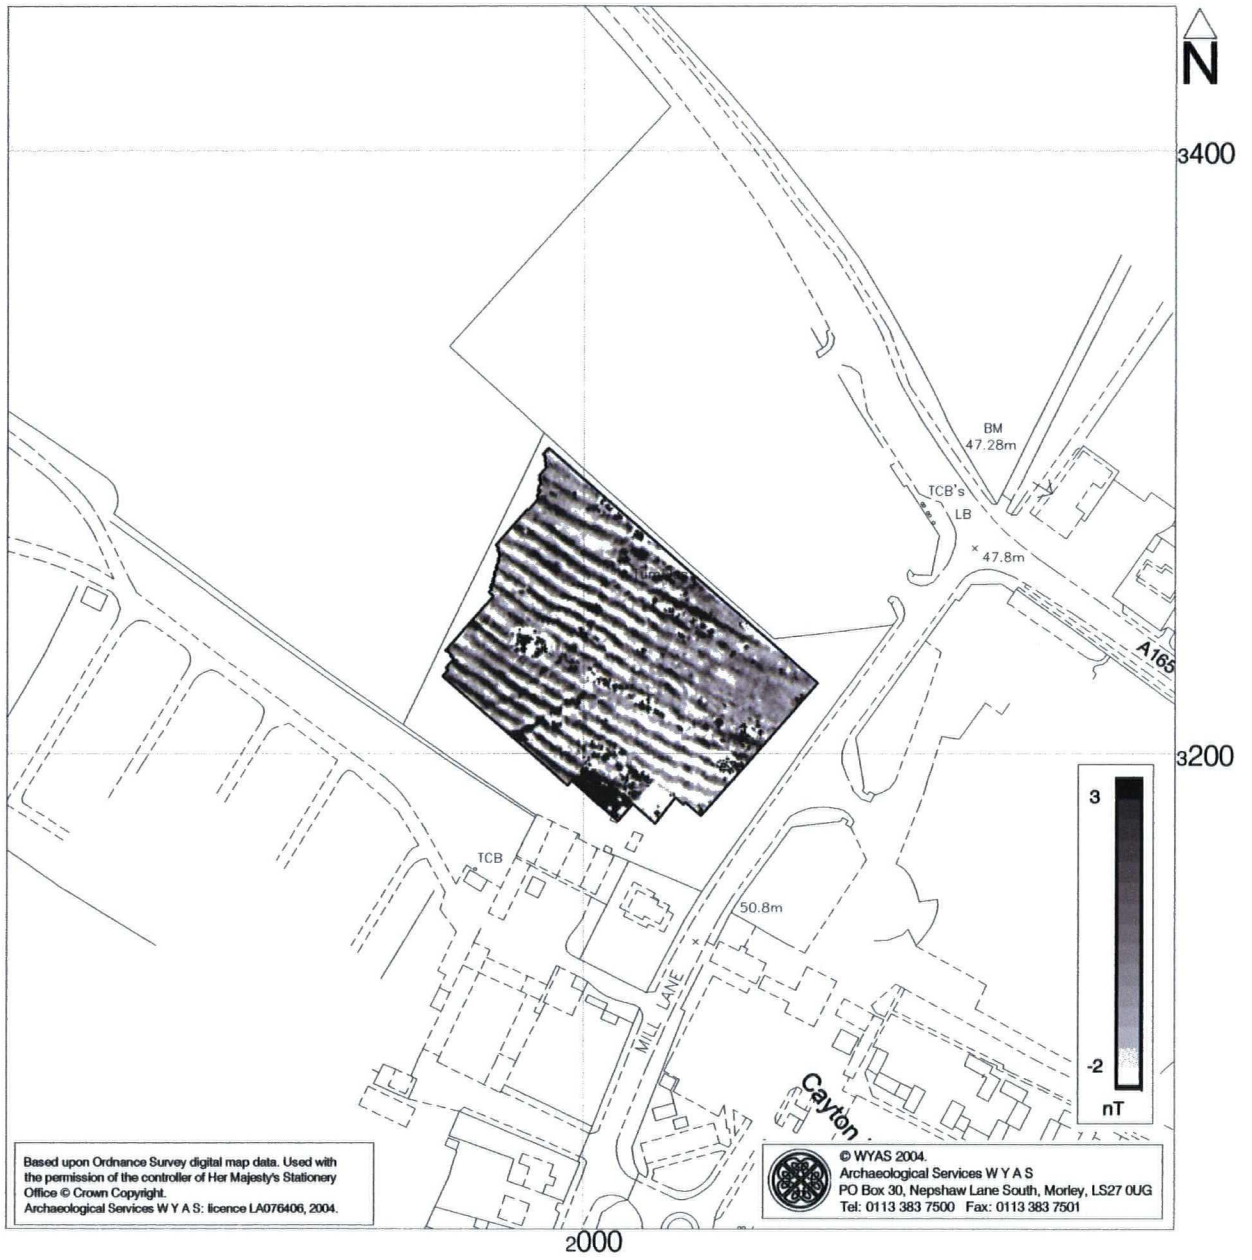 N
3400
BM
47.28m
TCB's
LB
47.8m
A165
3200
3
-2
nT
TCB
50.8m
MILL LANE
Cayton
Based upon Ordnance Survey digital map data. Used with
the permission of the controller of Her Majesty's Stationery
Office © Crown Copyright.
Archaeological Services W Y A S: licence LA076406, 2004.
© WYAS 2004.
Archaeological Services W Y A S
PO Box 30, Nepshaw Lane South, Morley, LS27 0UG
Tel: 0113 383 7500 Fax: 0113 383 7501
2000